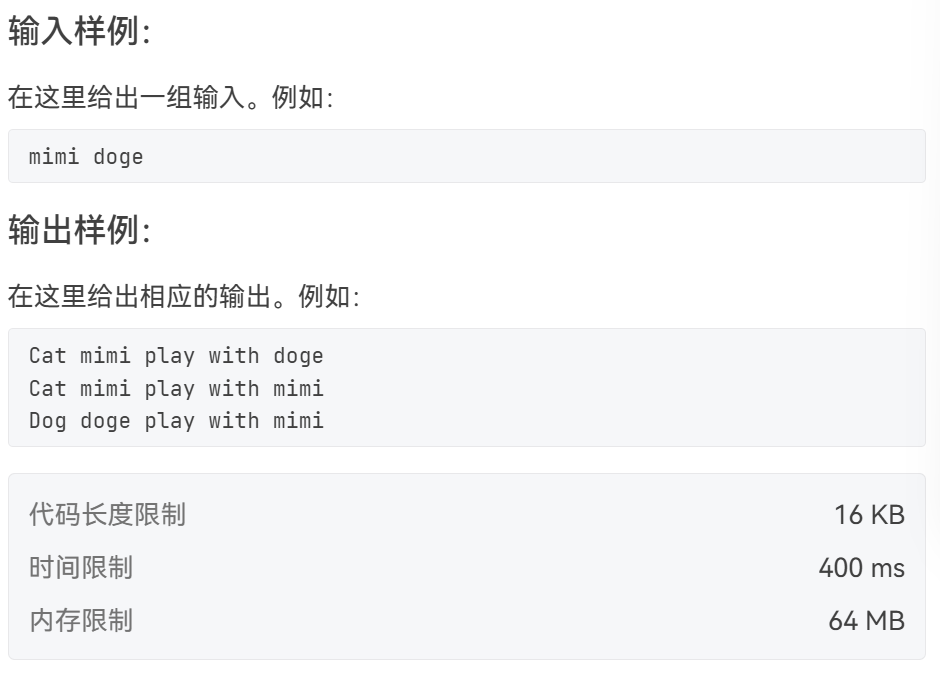 输入样例：
在这里给出一组输入。例如：
mimi doge
输出样例：
在这里给出相应的输出。例如：
Cat mimi play with doge
Cat mimi play with mimi
Dog doge play with mimi
代码长度限制 16 KB
时间限制 400 ms
内存限制 64 MB